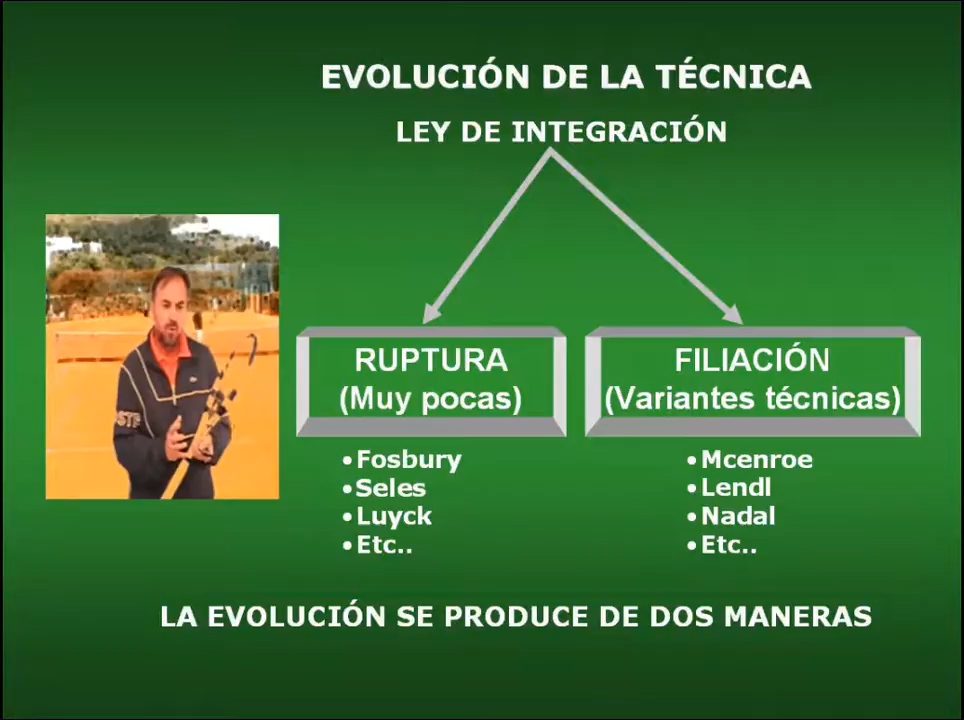 EVOLUCIÓN DE LA TÉCNICA
LEY DE INTEGRACIÓN
RUPTURA
(Muy pocas)
•Fosbury
•Seles
•Luyck
•Etc..
FILIACIÓN
(Variantes técnicas)
•Mcenroe
•Lendl
•Nadal
•Etc..
LA EVOLUCIÓN SE PRODUCE DE DOS MANERAS